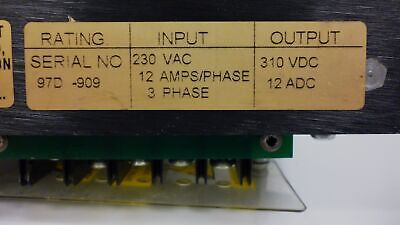 RATING INPUT OUTPUT
SERIAL NO 230 VAC 310 VDC
97D -909 12 AMPS/PHASE 12 ADC
3 PHASE